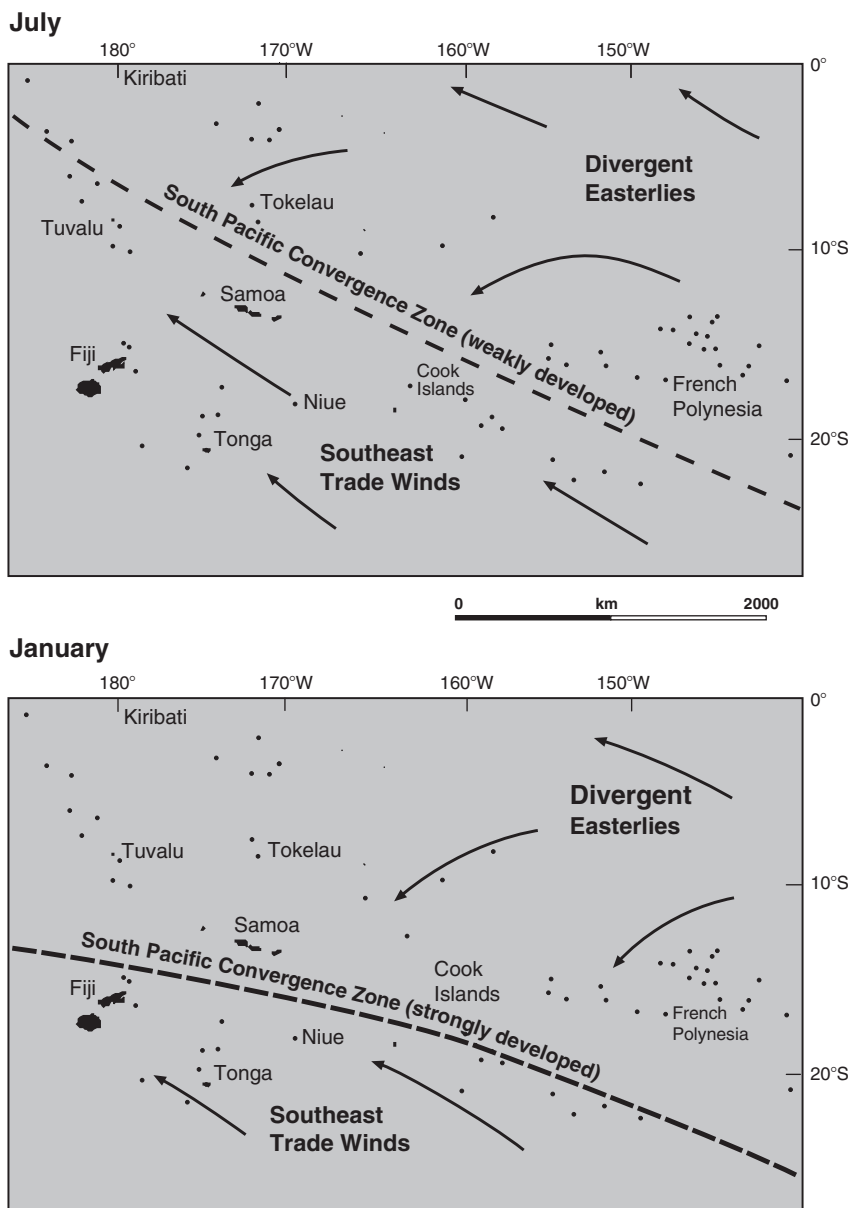 July
180° 170°W 160°W 150°W
Kiribati
0°
Divergent
Easterlies
South Pacific Convergence Zone (weakly developed)
Tokelau
Tuvalu
10°S
Samoa
Fiji
Cook
Islands
French
Polynesia
Niue
Tonga
20°S
Southeast
Trade Winds
0 km 2000
January
180° 170°W 160°W 150°W
Kiribati
0°
Divergent
Easterlies
Tuvalu
Tokelau
10°S
Samoa
South Pacific Convergence Zone (strongly developed)
Cook
Islands
Fiji
French
Polynesia
Niue
Tonga
20°S
Southeast
Trade Winds